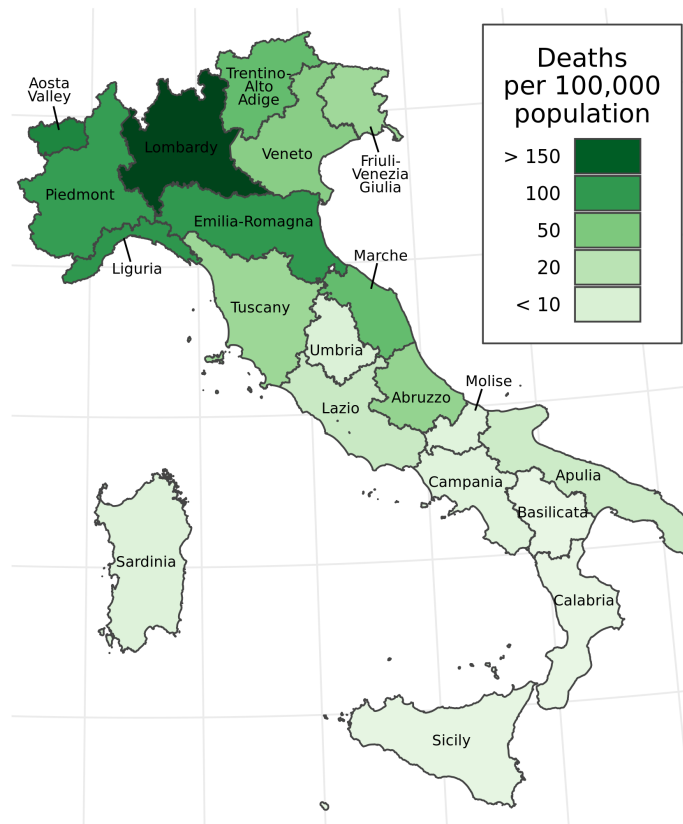 Deaths
per 100,000
population
> 150
100
50
20
< 10
Aosta
Valley
Trentino-
Alto
Adige
Lombardy
Veneto
Friuli-
Venezia
Giulia
Piedmont
Emilia-Romagna
Liguria
Marche
Tuscany
Umbria
Molise
Abruzzo
Lazio
Apulia
Campania
Basilicata
Sardinia
Calabria
Sicily